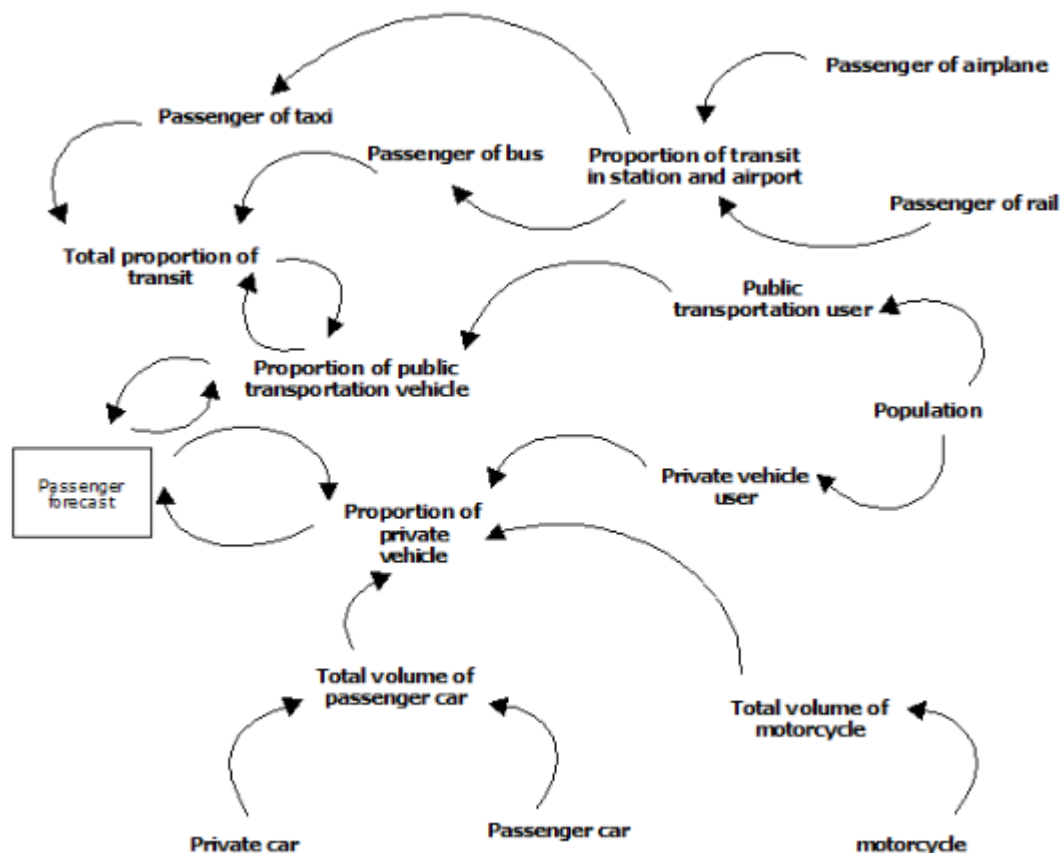 Passenger of airplane
Passenger of taxi
Passenger of bus
Proportion of transit
in station and airport
Passenger of rail
Total proportion of
transit
Public
transportation user
Proportion of public
transportation vehicle
Population
Passenger
forecast
Private vehicle
user
Proportion of
private
vehicle
Total volume of
passenger car
Total volume of
motorcycle
Private car
Passenger car
motorcycle